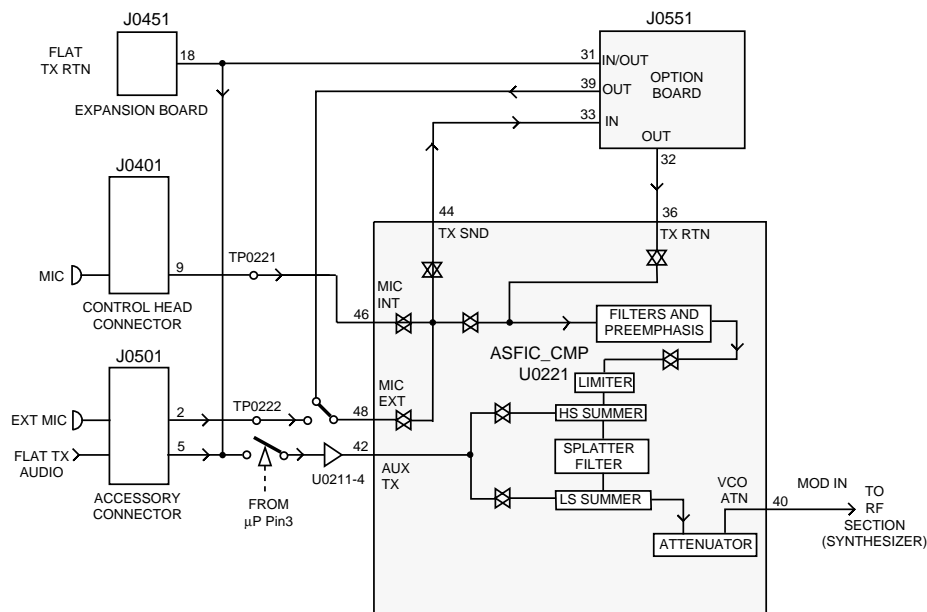 J0451
J0551
FLAT
TX RTN
18
EXPANSION BOARD
31
IN/OUT
39
OUT
OPTION
BOARD
33
IN
OUT
32
J0401
MIC
9
TP0221
CONTROL HEAD
CONNECTOR
44
TX SND
36
TX RTN
MIC
INT
46
FILTERS AND
PREEMPHASIS
ASFIC_CMP
U0221
LIMITER
J0501
EXT MIC
2
TP0222
48
MIC
EXT
HS SUMMER
FLAT TX
AUDIO
5
U0211-4
42
AUX
TX
SPLATTER
FILTER
ACCESSORY
CONNECTOR
FROM
µP Pin3
LS SUMMER
VCO
ATN
40
MOD IN
TO
RF
SECTION
(SYNTHESIZER)
ATTENUATOR